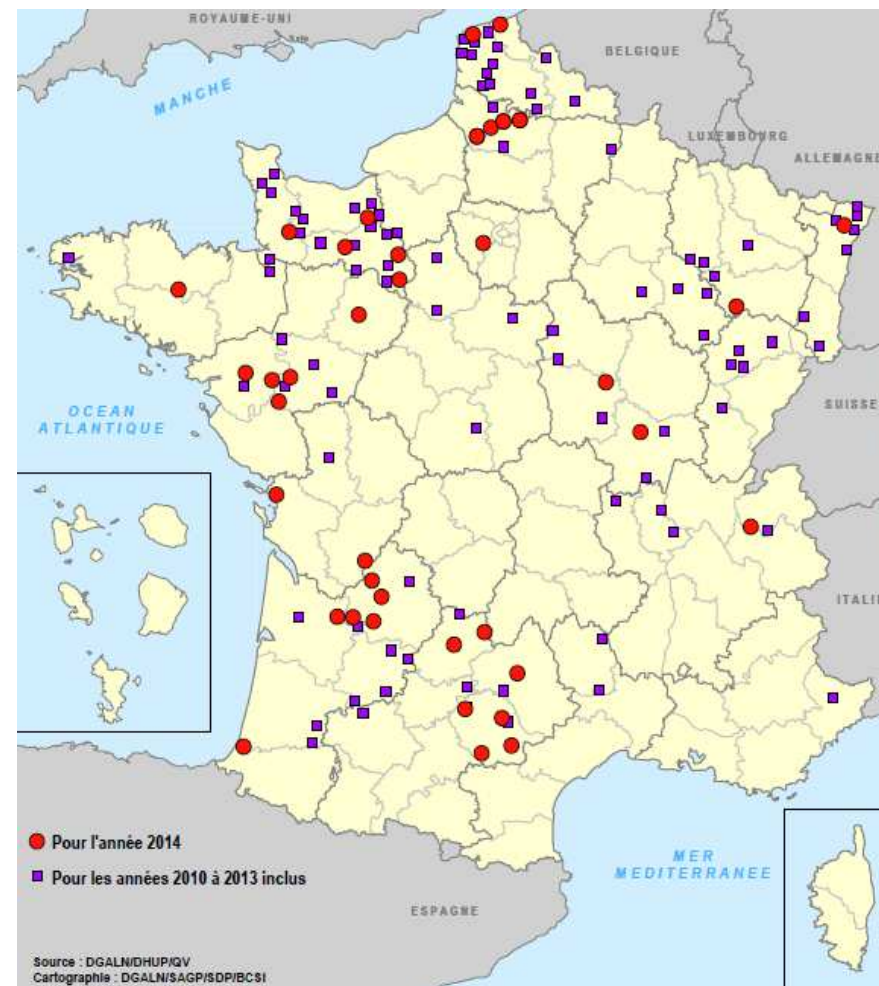 ROYAUME-UNI
BELGIQUE
MANCHE
LUXEMBOURG
ALLEMAGNE
OCEAN
ATLANTIQUE
SUISSE
ITALI
Pour l'année 2014
Pour les années 2010 à 2013 inclus
MER
MEDITERRANEE
ESPAGNE
Source : DGALN/DHUP/QV
Cartographie : DGALN/SAGP/SDP/BCSI